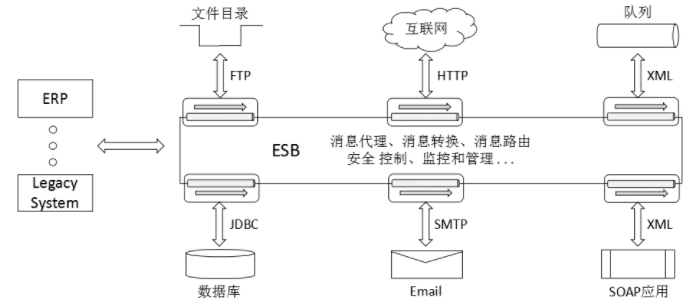 文件目录
互联网
队列
FTP
HTTP
XML
ERP
ESB
消息代理、消息转换、消息路由
安全 控制、监控和管理 . . .
Legacy
System
JDBC
SMTP
XML
数据库
Email
SOAP应用